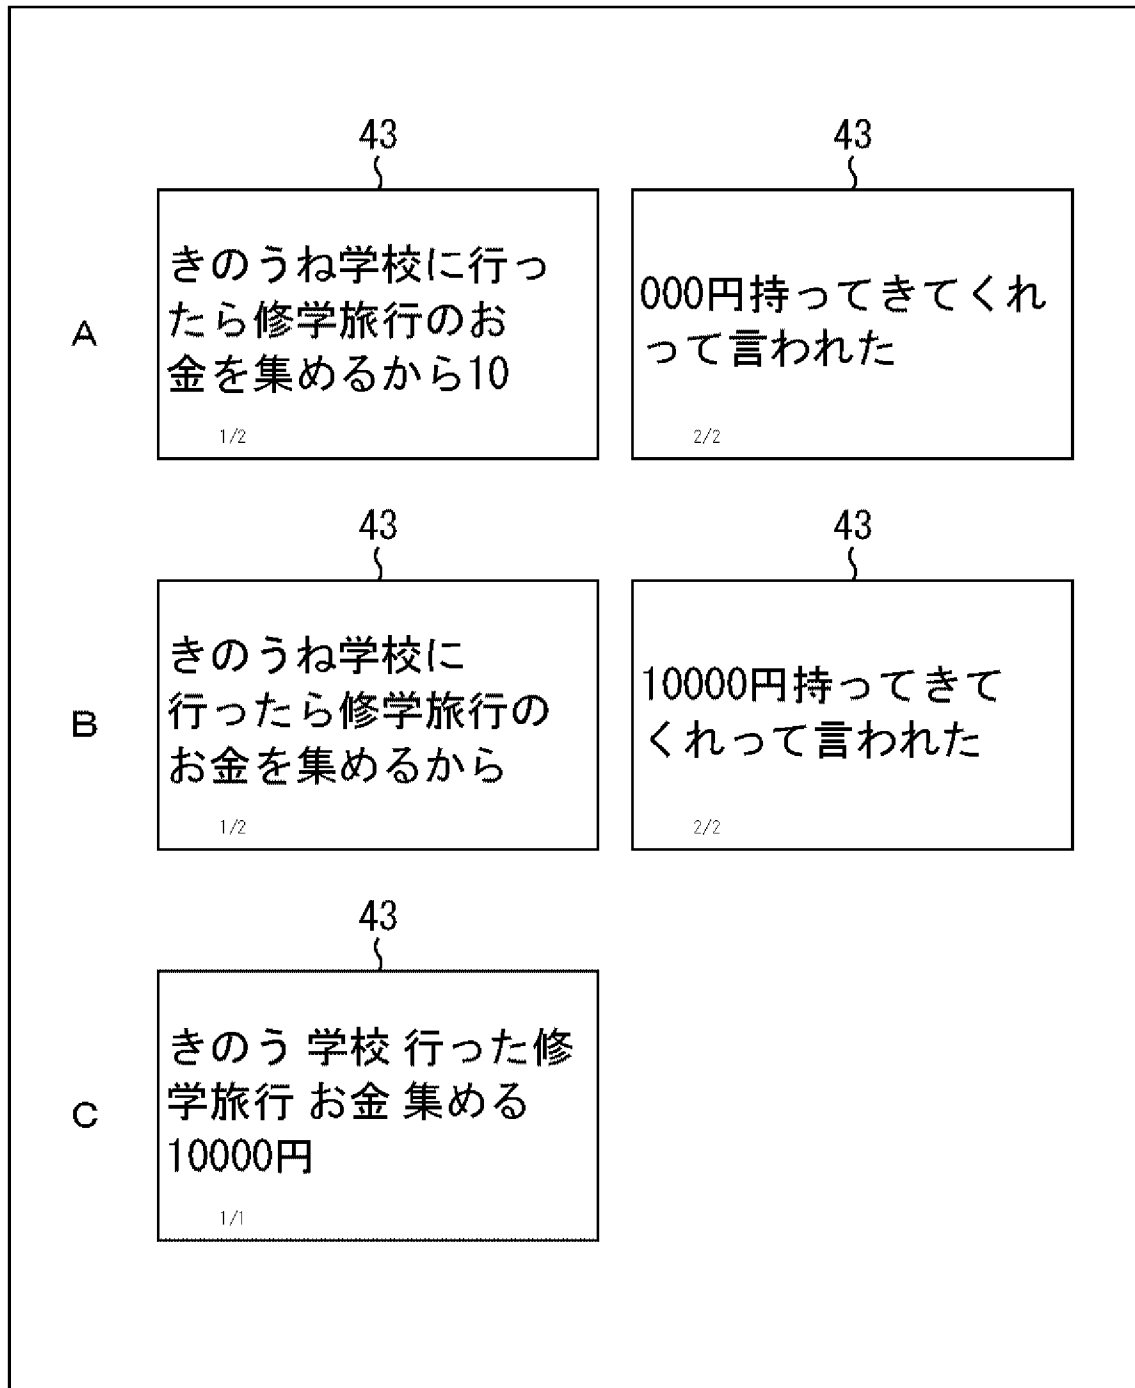 43
43
A
きのうね学校に行っ
たら修学旅行のお
金を集めるから10
1/2
000円持ってきてくれ
って言われた
2/2
43
43
B
きのうね学校に
行ったら修学旅行の
お金を集めるから
1/2
10000円持ってきて
くれって言われた
2/2
43
C
きのう 学校 行った修
学旅行 お金 集める
10000円
1/1